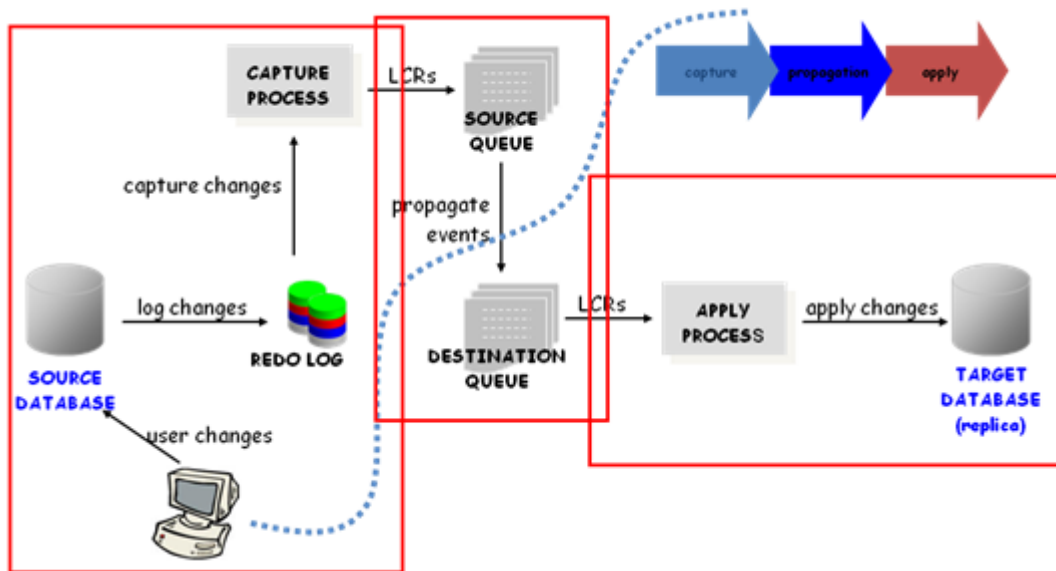 CAPTURE
PROCESS
LCRs
SOURCE
QUEUE
capture
propagation
apply
capture changes
propagate
events
log changes
REDO LOG
SOURCE
DATABASE
user changes
DESTINATION
QUEUE
LCRs
APPLY
PROCESS
apply changes
TARGET
DATABASE
(replica)